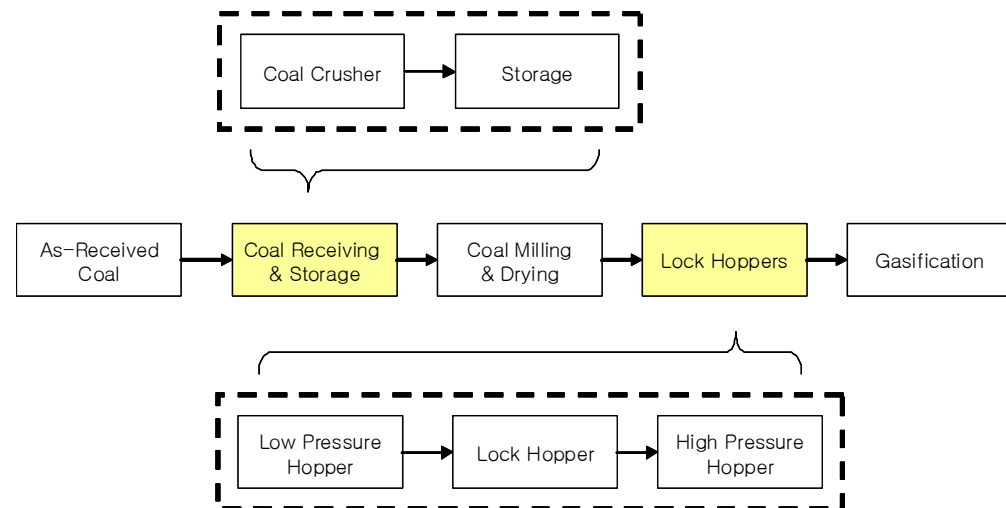 Coal Crusher
Storage
As-Received
Coal
Coal Receiving
& Storage
Coal Milling
& Drying
Lock Hoppers
Gasification
Low Pressure
Hopper
Lock Hopper
High Pressure
Hopper